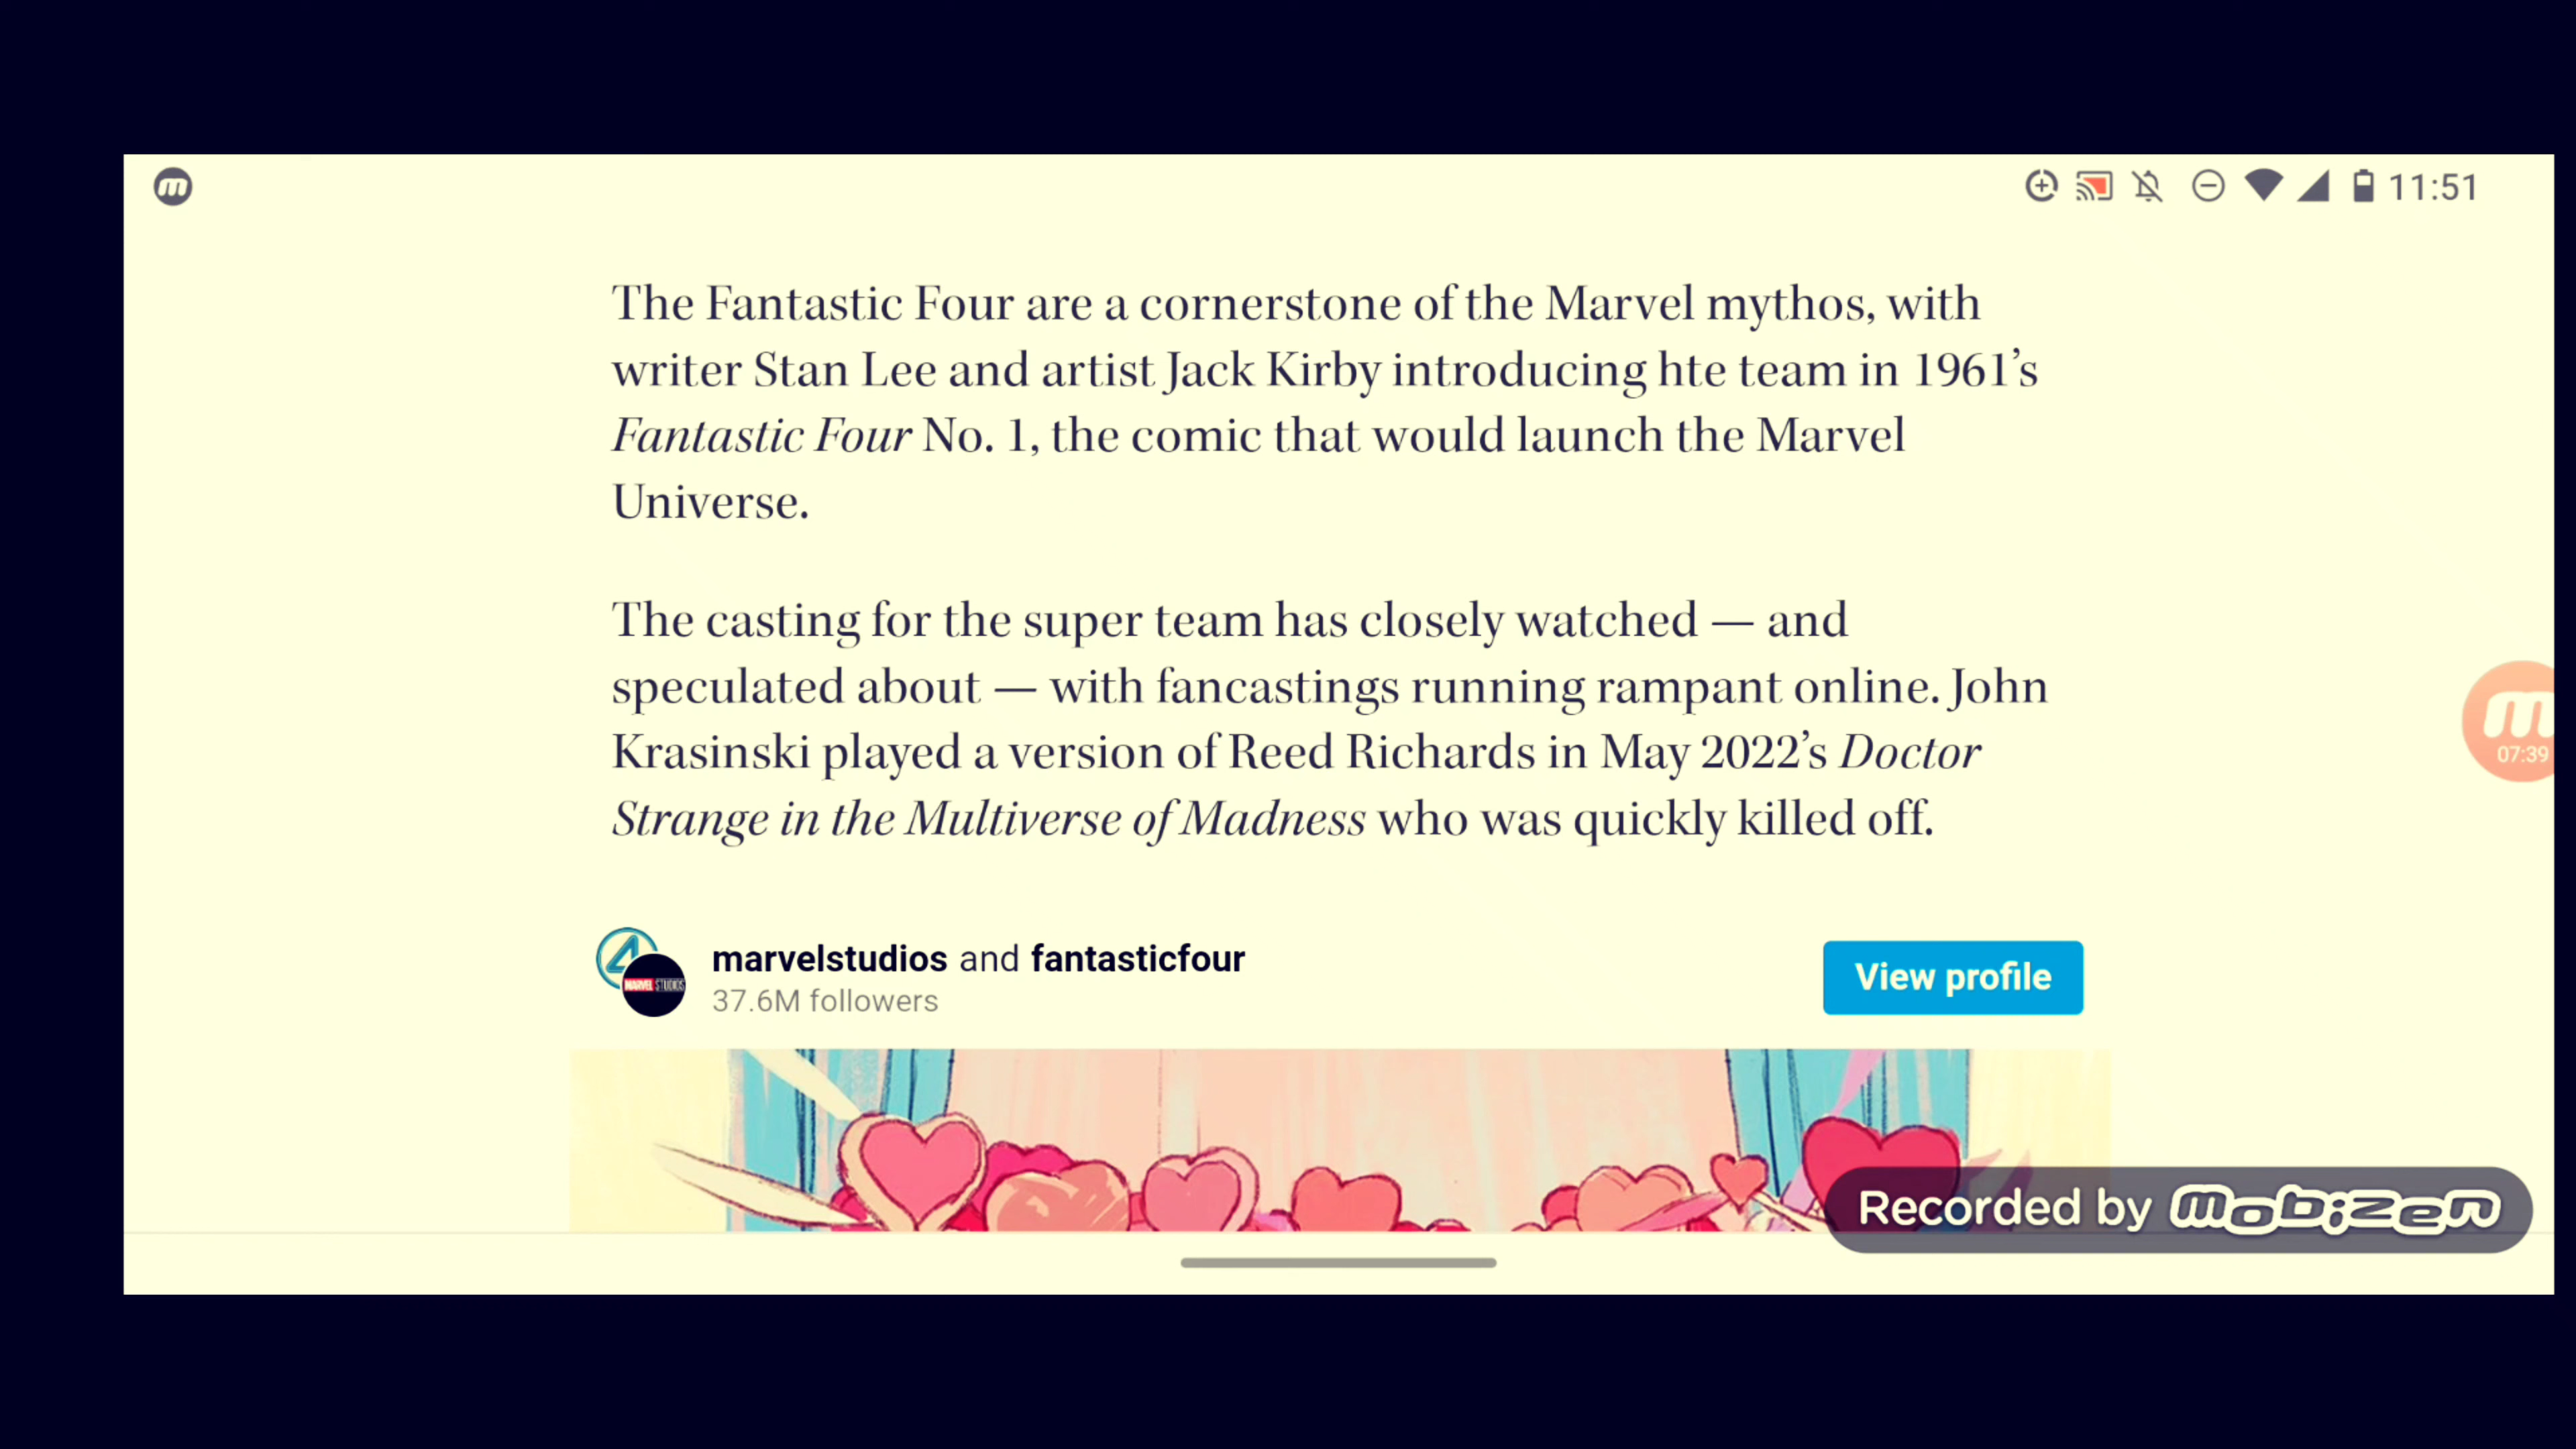 m
11:51
The Fantastic Four are a cornerstone of the Marvel mythos, with
writer Stan Lee and artist Jack Kirby introducing hte team in 1961’s
Fantastic Four No. 1, the comic that would launch the Marvel
Universe.
The casting for the super team has closely watched — and
speculated about — with fancastings running rampant online. John
Krasinski played a version of Reed Richards in May 2022’s Doctor
Strange in the Multiverse of Madness who was quickly killed off.
m
07:39
4
MARVEL STUDIOS
marvelstudios and fantasticfour
37.6M followers
View profile
Recorded by mobizen